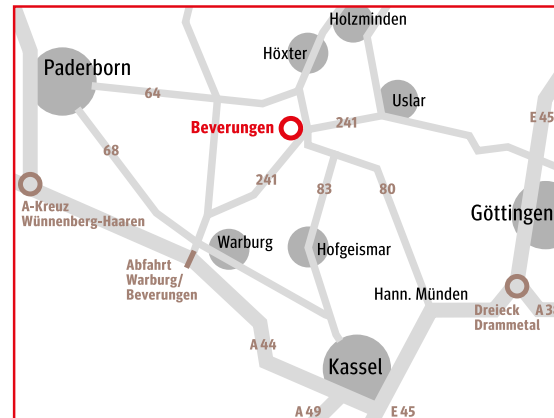 Holzminden
Höxter
Paderborn
64
Uslar
Beverungen
241
E 45
68
241
83
80
A-Kreuz
Wünnenberg-Haaren
Göttingen
Warburg
Hofgeismar
Abfahrt
Warburg/
Beverungen
Hann. Münden
Dreieck
Drammetal
A 44
Kassel
A 49
E 45